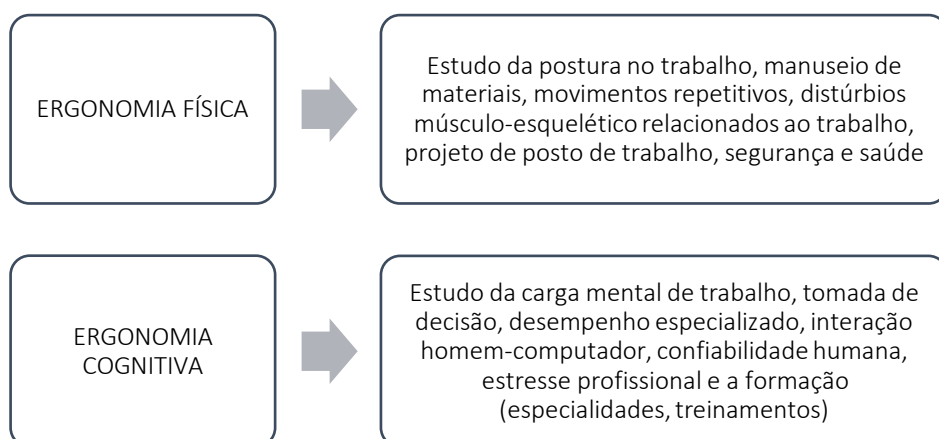 ERGONOMIA FÍSICA
Estudo da postura no trabalho, manuseio de
materiais, movimentos repetitivos, distúrbios
músculo-esquelético relacionados ao trabalho,
projeto de posto de trabalho, segurança e saúde
ERGONOMIA
COGNITIVA
Estudo da carga mental de trabalho, tomada de
decisão, desempenho especializado, interação
homem-computador, confiabilidade humana,
estresse profissional e a formação
(especialidades, treinamentos)